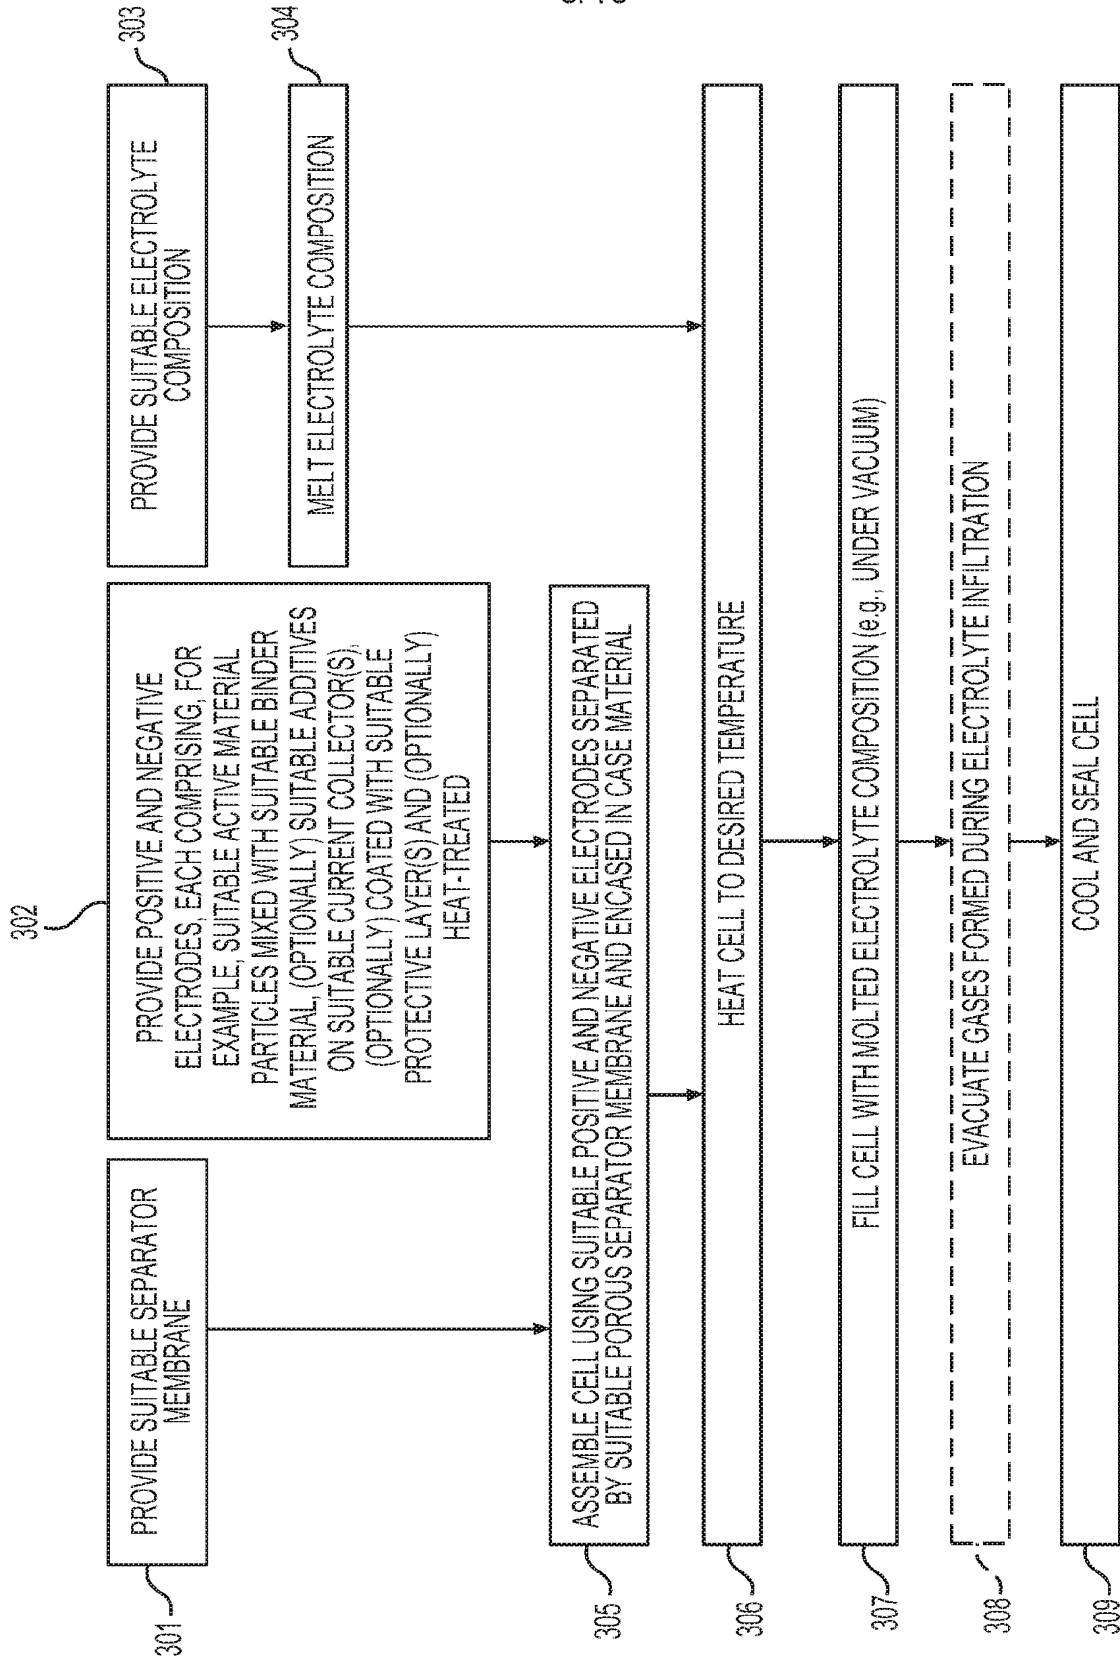 301
PROVIDE SUITABLE SEPARATOR
MEMBRANE
302
PROVIDE POSITIVE AND NEGATIVE
ELECTRODES, EACH COMPRISING, FOR
EXAMPLE, SUITABLE ACTIVE MATERIAL
PARTICLES MIXED WITH SUITABLE BINDER
MATERIAL, (OPTIONALLY) SUITABLE ADDITIVES
ON SUITABLE CURRENT COLLECTOR(S),
(OPTIONALLY) COATED WITH SUITABLE
PROTECTIVE LAYER(S) AND (OPTIONALLY)
HEAT-TREATED
303
PROVIDE SUITABLE ELECTROLYTE
COMPOSITION
304
MELT ELECTROLYTE COMPOSITION
305
ASSEMBLE CELL USING SUITABLE POSITIVE AND NEGATIVE ELECTRODES SEPARATED
BY SUITABLE POROUS SEPARATOR MEMBRANE AND ENCASED IN CASE MATERIAL
306
HEAT CELL TO DESIRED TEMPERATURE
307
FILL CELL WITH MOLTED ELECTROLYTE COMPOSITION (e.g., UNDER VACUUM)
308
EVACUATE GASES FORMED DURING ELECTROLYTE INFILTRATION
309
COOL AND SEAL CELL